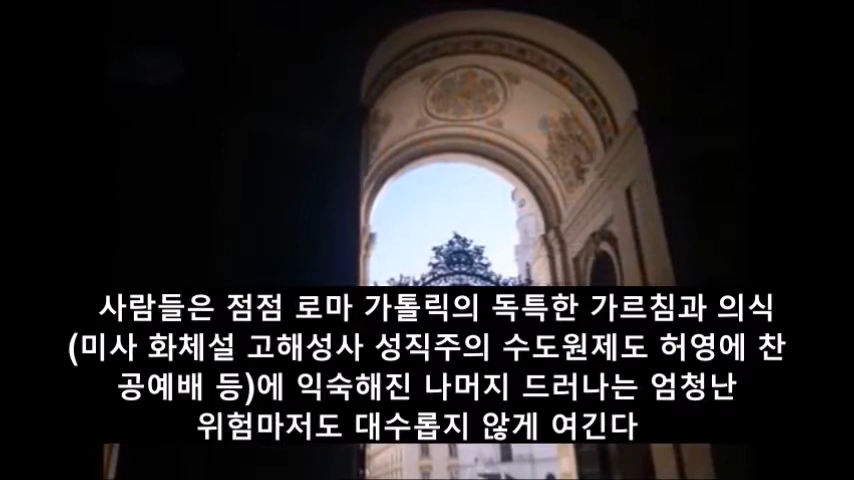 사람들은 점점 로마 가톨릭의 독특한 가르침과 의식
(미사 화체설 고해성사 성직주의 수도원제도 허영에 찬
공예배 등)에 익숙해진 나머지 드러나는 엄청난
위험마저도 대수롭지 않게 여긴다